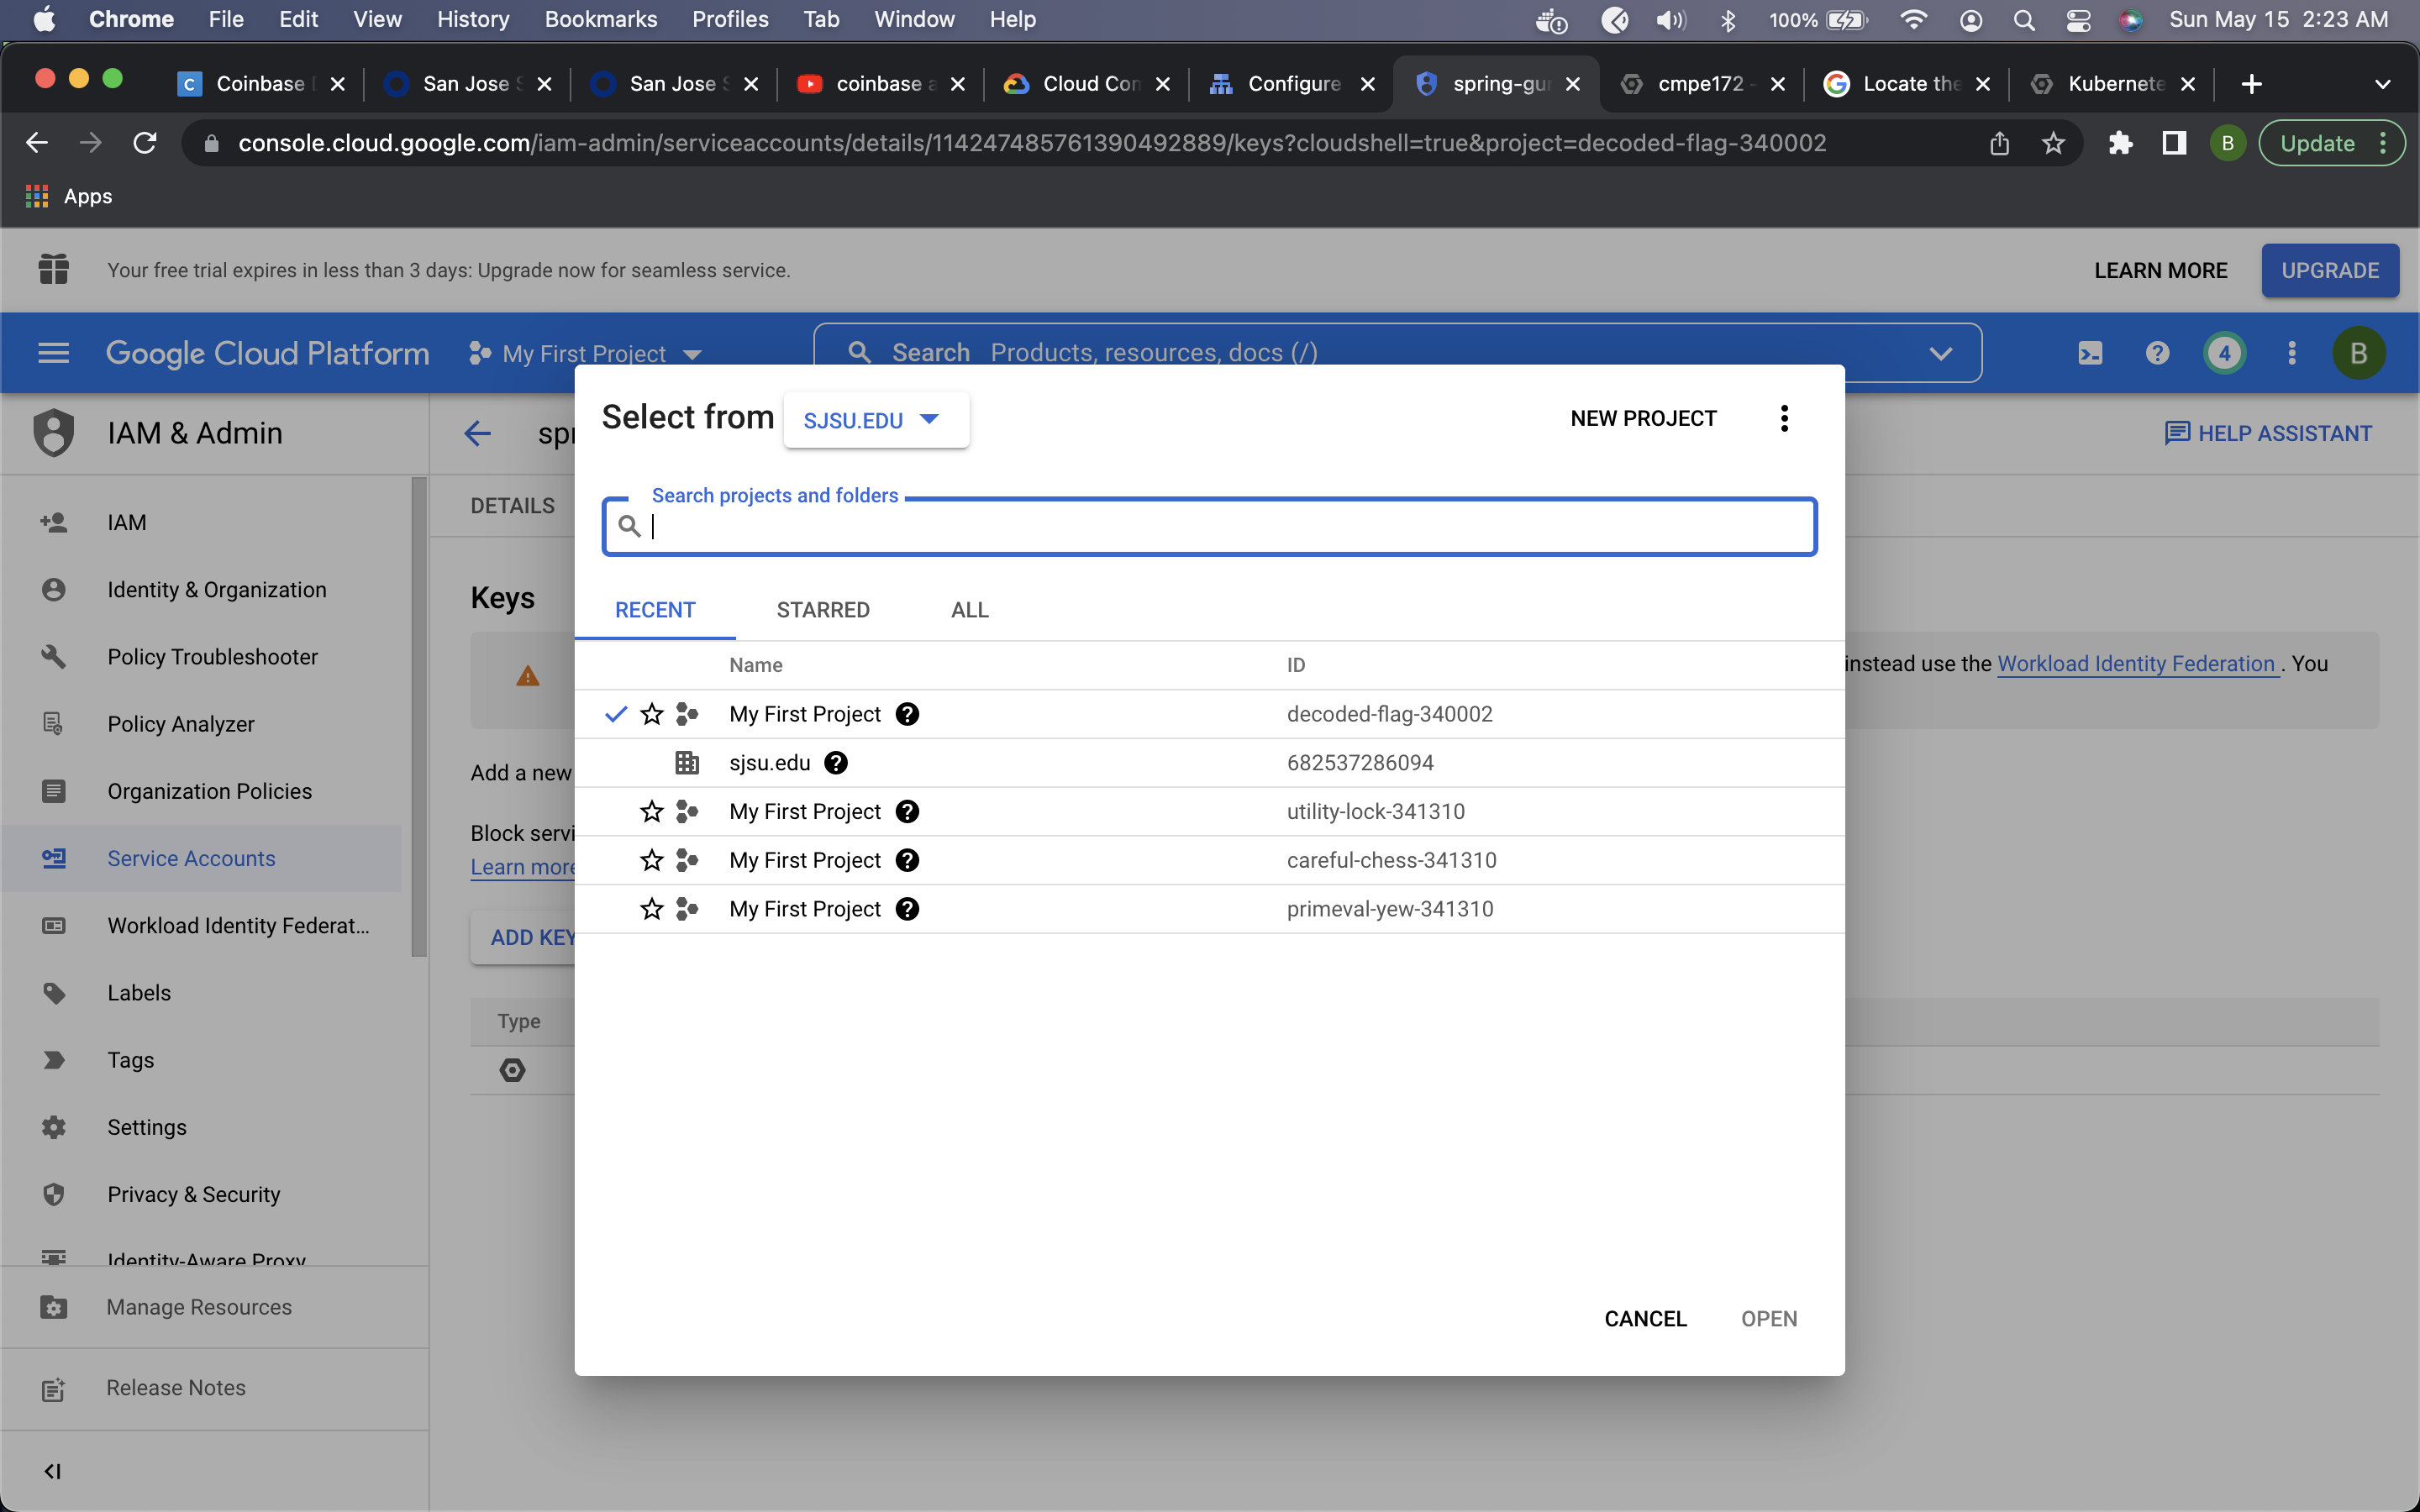 Chrome File Edit View History Bookmarks Profiles Tab Window Help 100% Sun May 15 2:23 AM
Coinbase San Jose San Jose coinbase Cloud Con Configure spring-gu cmpe172 - Locate the Kubernete
console.cloud.google.com/iam-admin/serviceaccounts/details/114247485761390492889/keys?cloudshell=true&project=decoded-flag-340002 B Update
Apps
Your free trial expires in less than 3 days: Upgrade now for seamless service. LEARN MORE UPGRADE
Google Cloud Platform My First Project Search Products, resources, docs (/) 4 B
IAM & Admin
HELP ASSISTANT
Select from SJSU.EDU NEW PROJECT
Search projects and folders
RECENT STARRED ALL
Name ID
My First Project decoded-flag-340002
sjsu.edu 682537286094
My First Project utility-lock-341310
My First Project careful-chess-341310
My First Project primeval-yew-341310
CANCEL OPEN
IAM
Identity & Organization
Policy Troubleshooter
Policy Analyzer
Organization Policies
Service Accounts
Workload Identity Federat...
Labels
Tags
Settings
Privacy & Security
Identity-Aware Proxy
Manage Resources
Release Notes
DETAILS
Keys
instead use the Workload Identity Federation . You
Add a new
Block servi
Learn more
ADD KEY
Type